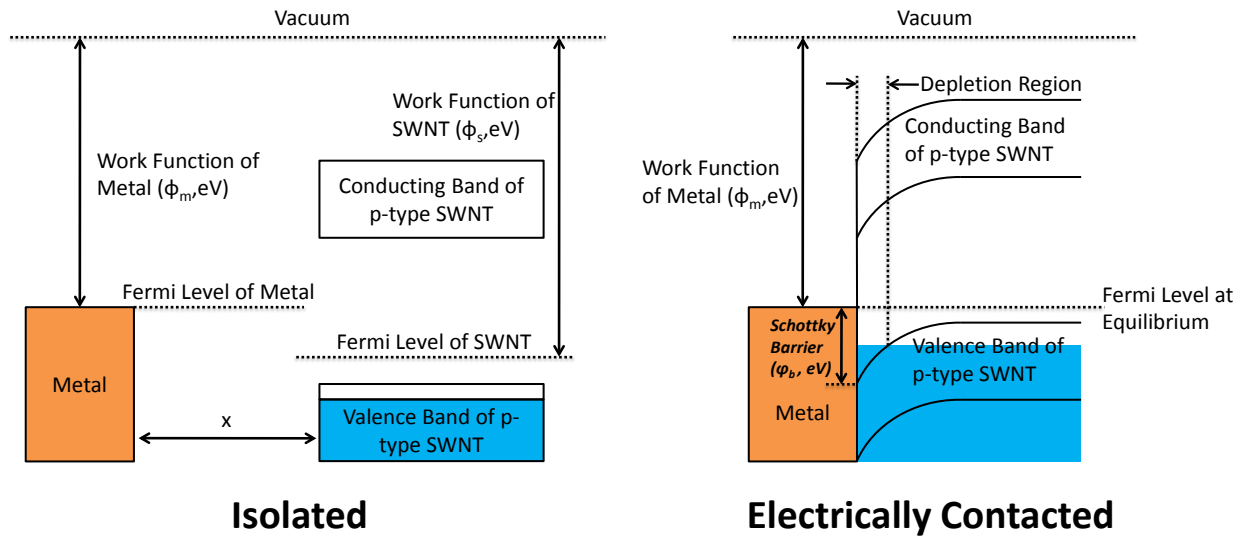 Vacuum
Work Function of
SWNT (ϕs,eV)
Work Function of
Metal (ϕm,eV)
Conducting Band of
p-type SWNT
Fermi Level of Metal
Fermi Level of SWNT
Metal
x
Valence Band of p-
type SWNT
Isolated
Vacuum
Depletion Region
Conducting Band
of p-type SWNT
Work Function
of Metal (ϕm,eV)
Fermi Level at
Equilibrium
Schottky
Barrier
(φb, eV)
Valence Band of
p-type SWNT
Metal
Electrically Contacted